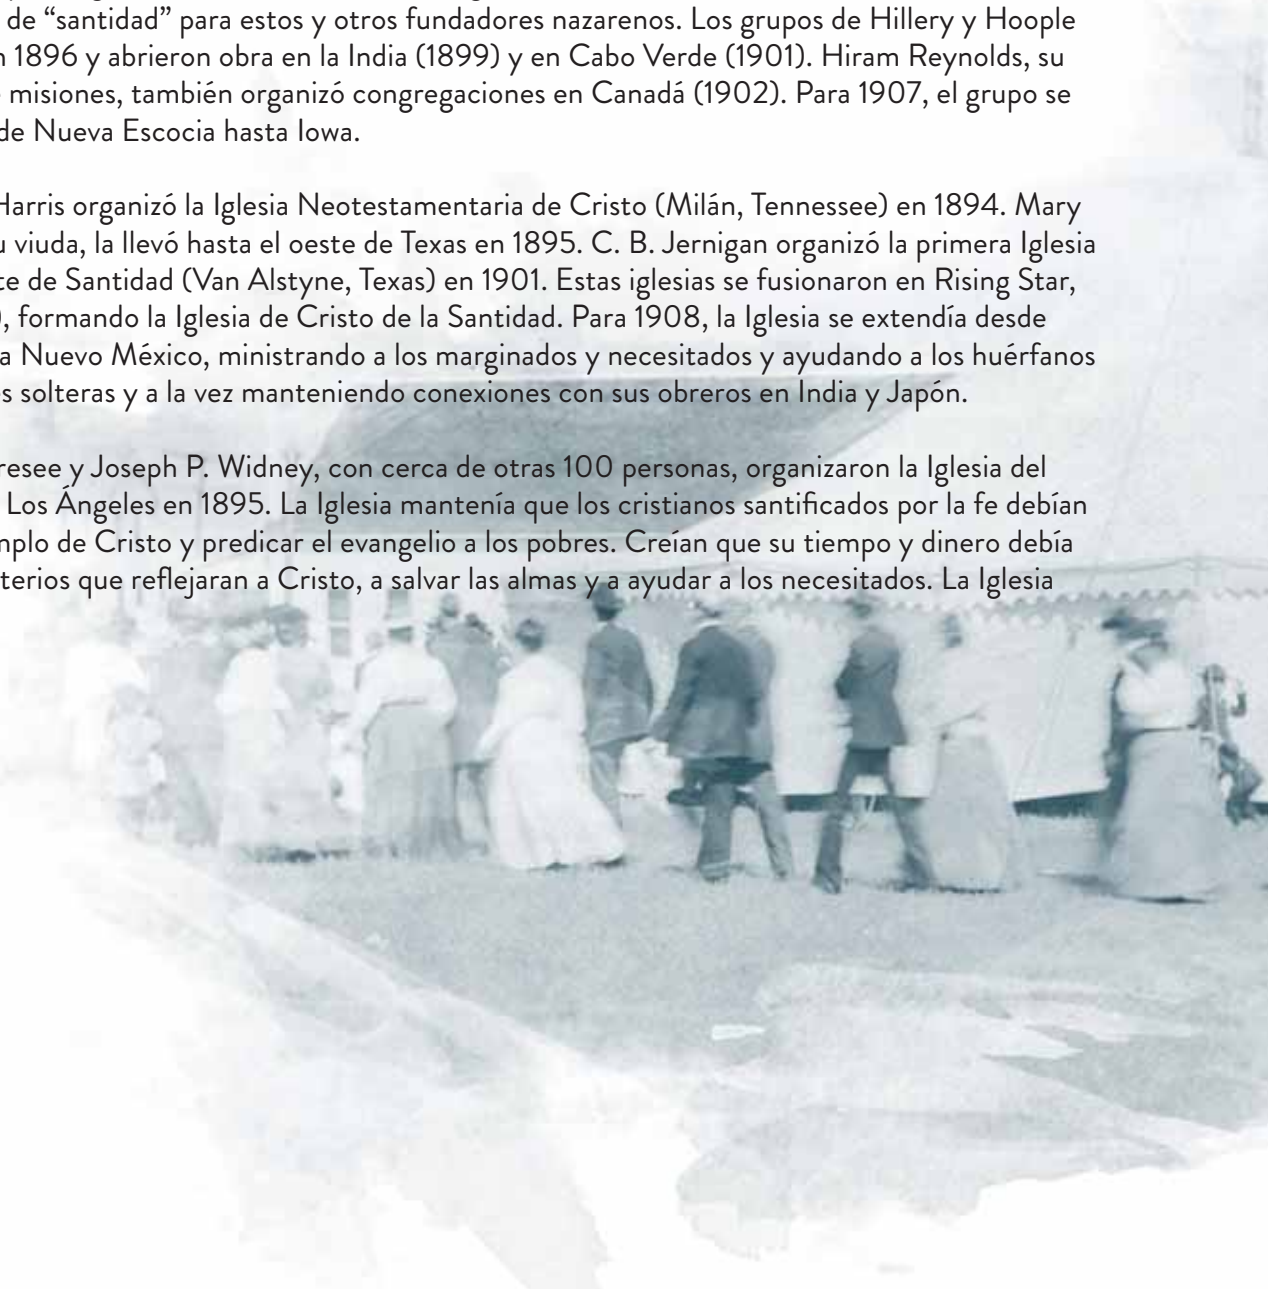 de “santidad” para estos y otros fundadores nazarenos. Los grupos de Hillery y Hoople
1896 y abrieron obra en la India (1899) y en Cabo Verde (1901). Hiram Reynolds, su
misiones, también organizó congregaciones en Canadá (1902). Para 1907, el grupo se
de Nueva Escocia hasta Iowa.
Harris organizó la Iglesia Neotestamentaria de Cristo (Milán, Tennessee) en 1894. Mary
viuda, la llevó hasta el oeste de Texas en 1895. C. B. Jernigan organizó la primera Iglesia
te de Santidad (Van Alstyne, Texas) en 1901. Estas iglesias se fusionaron en Rising Star,
), formando la Iglesia de Cristo de la Santidad. Para 1908, la Iglesia se extendía desde
a Nuevo México, ministrando a los marginados y necesitados y ayudando a los huérfanos
s solteras y a la vez manteniendo conexiones con sus obreros en India y Japón.
resee y Joseph P. Widney, con cerca de otras 100 personas, organizaron la Iglesia del
Los Ángeles en 1895. La Iglesia mantenía que los cristianos santificados por la fe debían
mplo de Cristo y predicar el evangelio a los pobres. Creían que su tiempo y dinero debía
terios que reflejaran a Cristo, a salvar las almas y a ayudar a los necesitados. La Iglesia